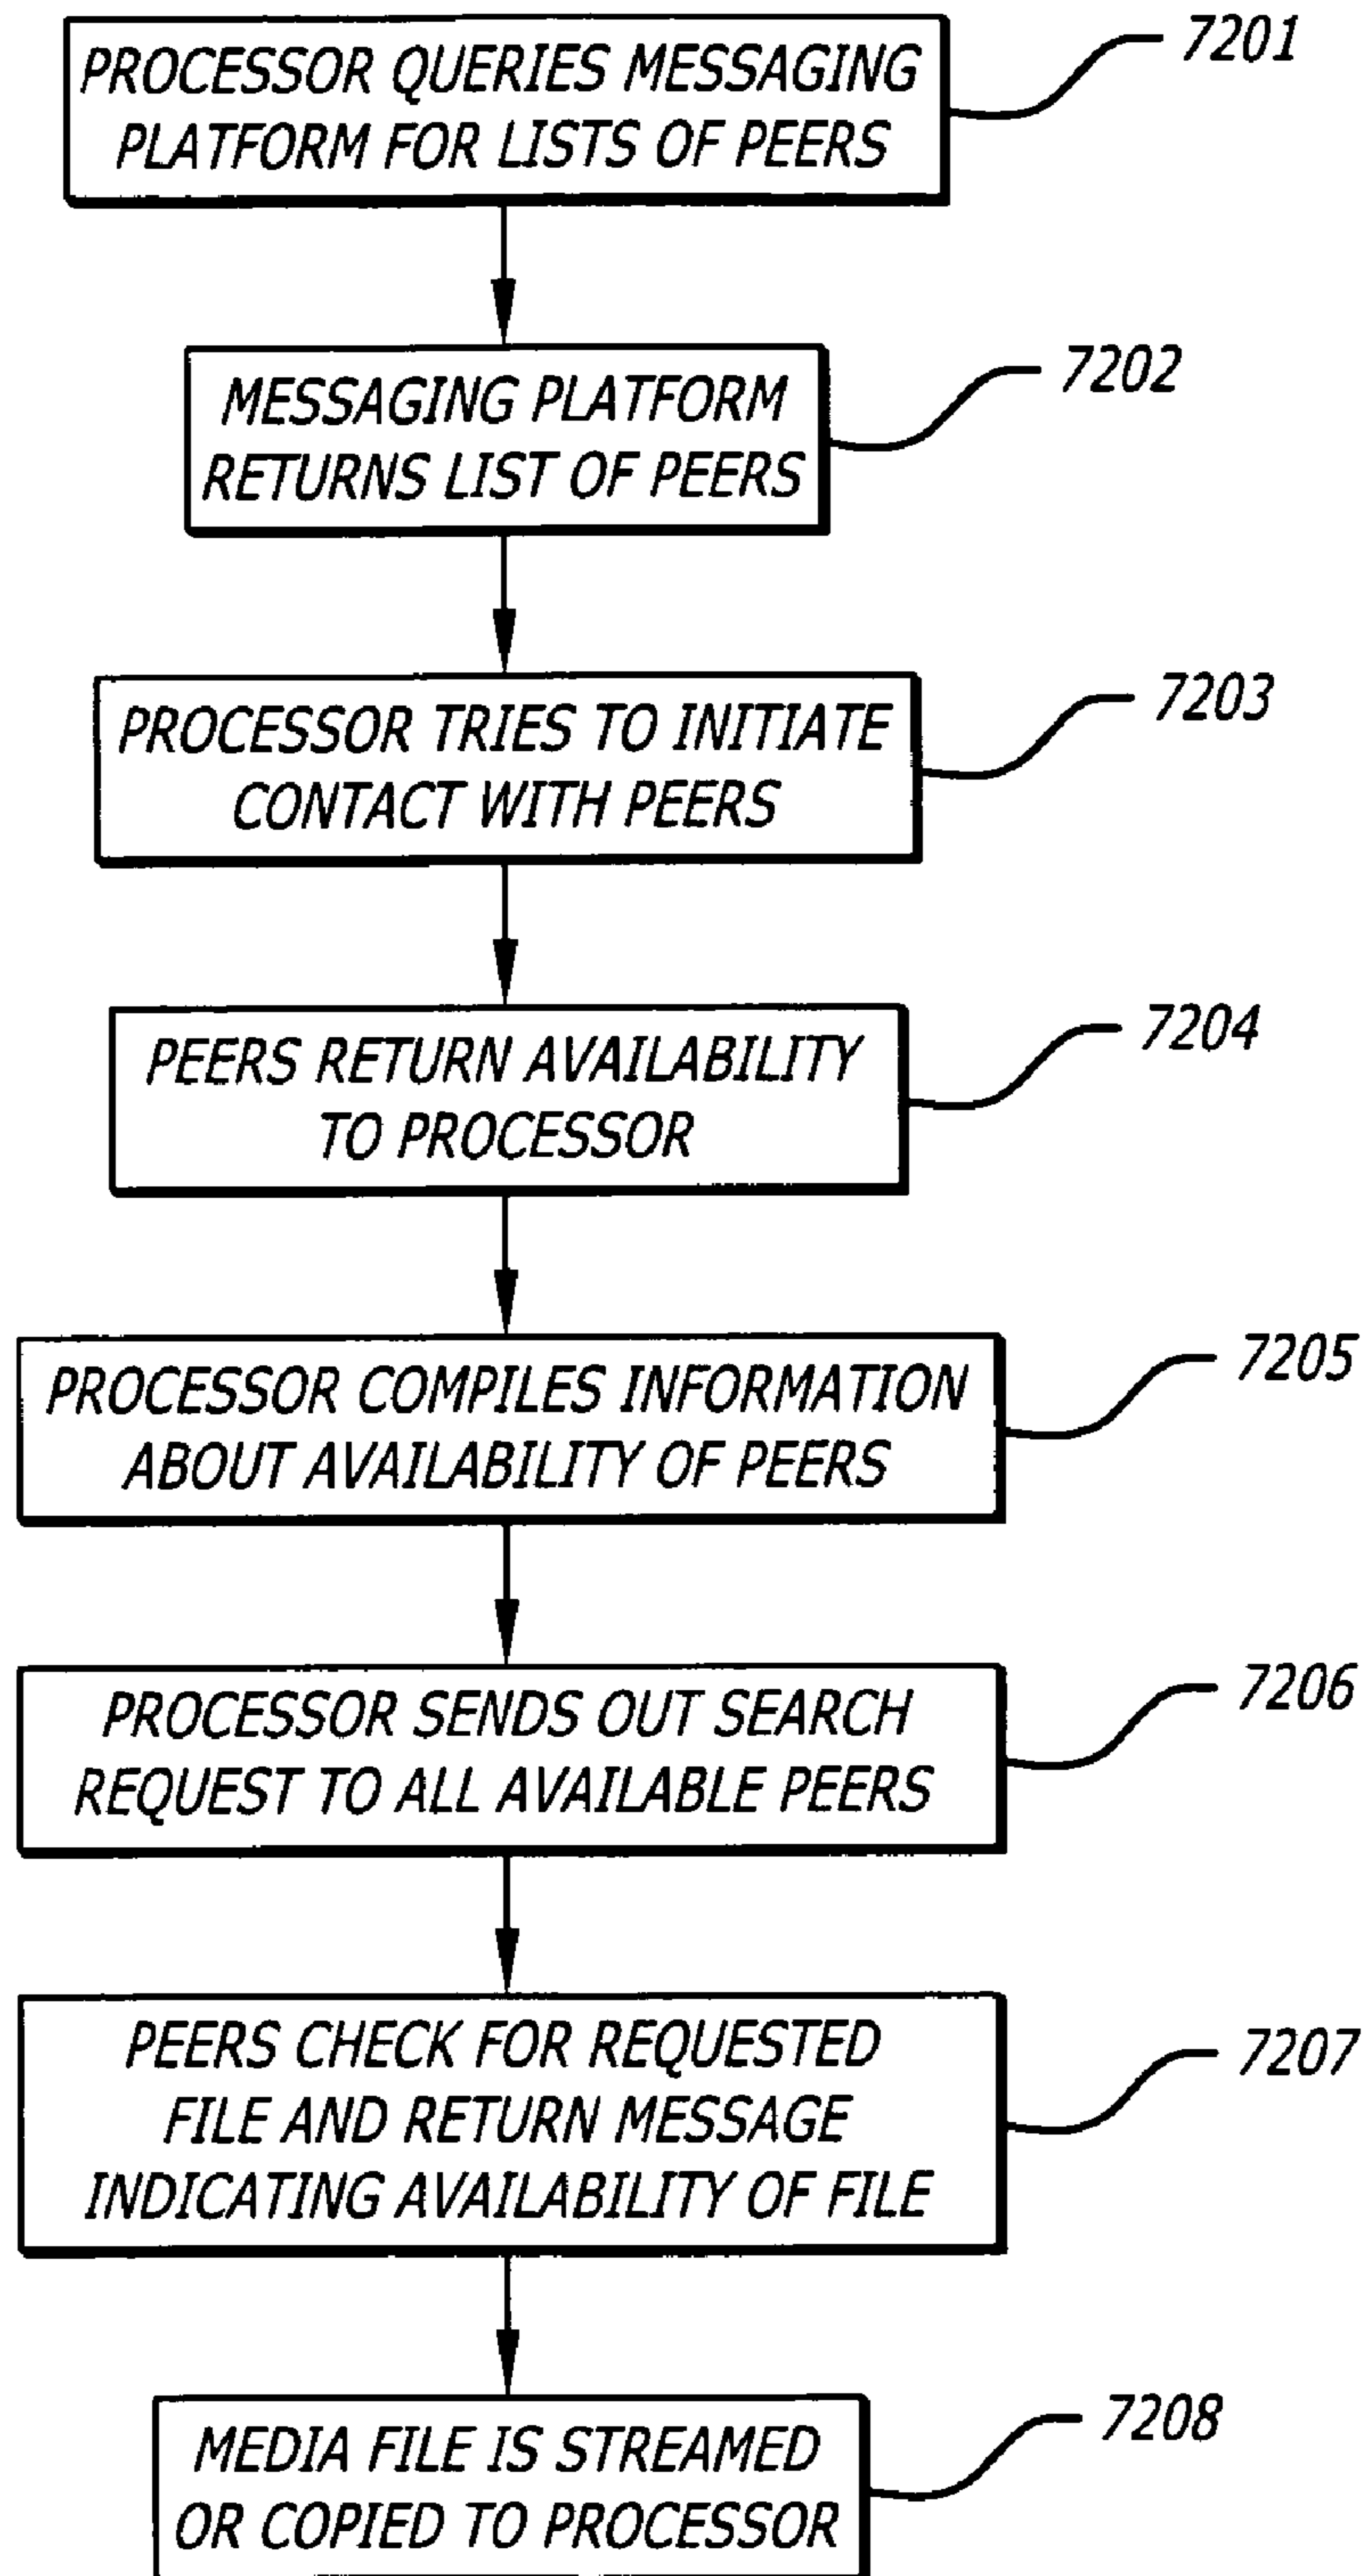 PROCESSOR QUERIES MESSAGING
PLATFORM FOR LISTS OF PEERS
7201
MESSAGING PLATFORM
RETURNS LIST OF PEERS
7202
PROCESSOR TRIES TO INITIATE
CONTACT WITH PEERS
7203
PEERS RETURN AVAILABILITY
TO PROCESSOR
7204
PROCESSOR COMPILES INFORMATION
ABOUT AVAILABILITY OF PEERS
7205
PROCESSOR SENDS OUT SEARCH
REQUEST TO ALL AVAILABLE PEERS
7206
PEERS CHECK FOR REQUESTED
FILE AND RETURN MESSAGE
INDICATING AVAILABILITY OF FILE
7207
MEDIA FILE IS STREAMED
OR COPIED TO PROCESSOR
7208